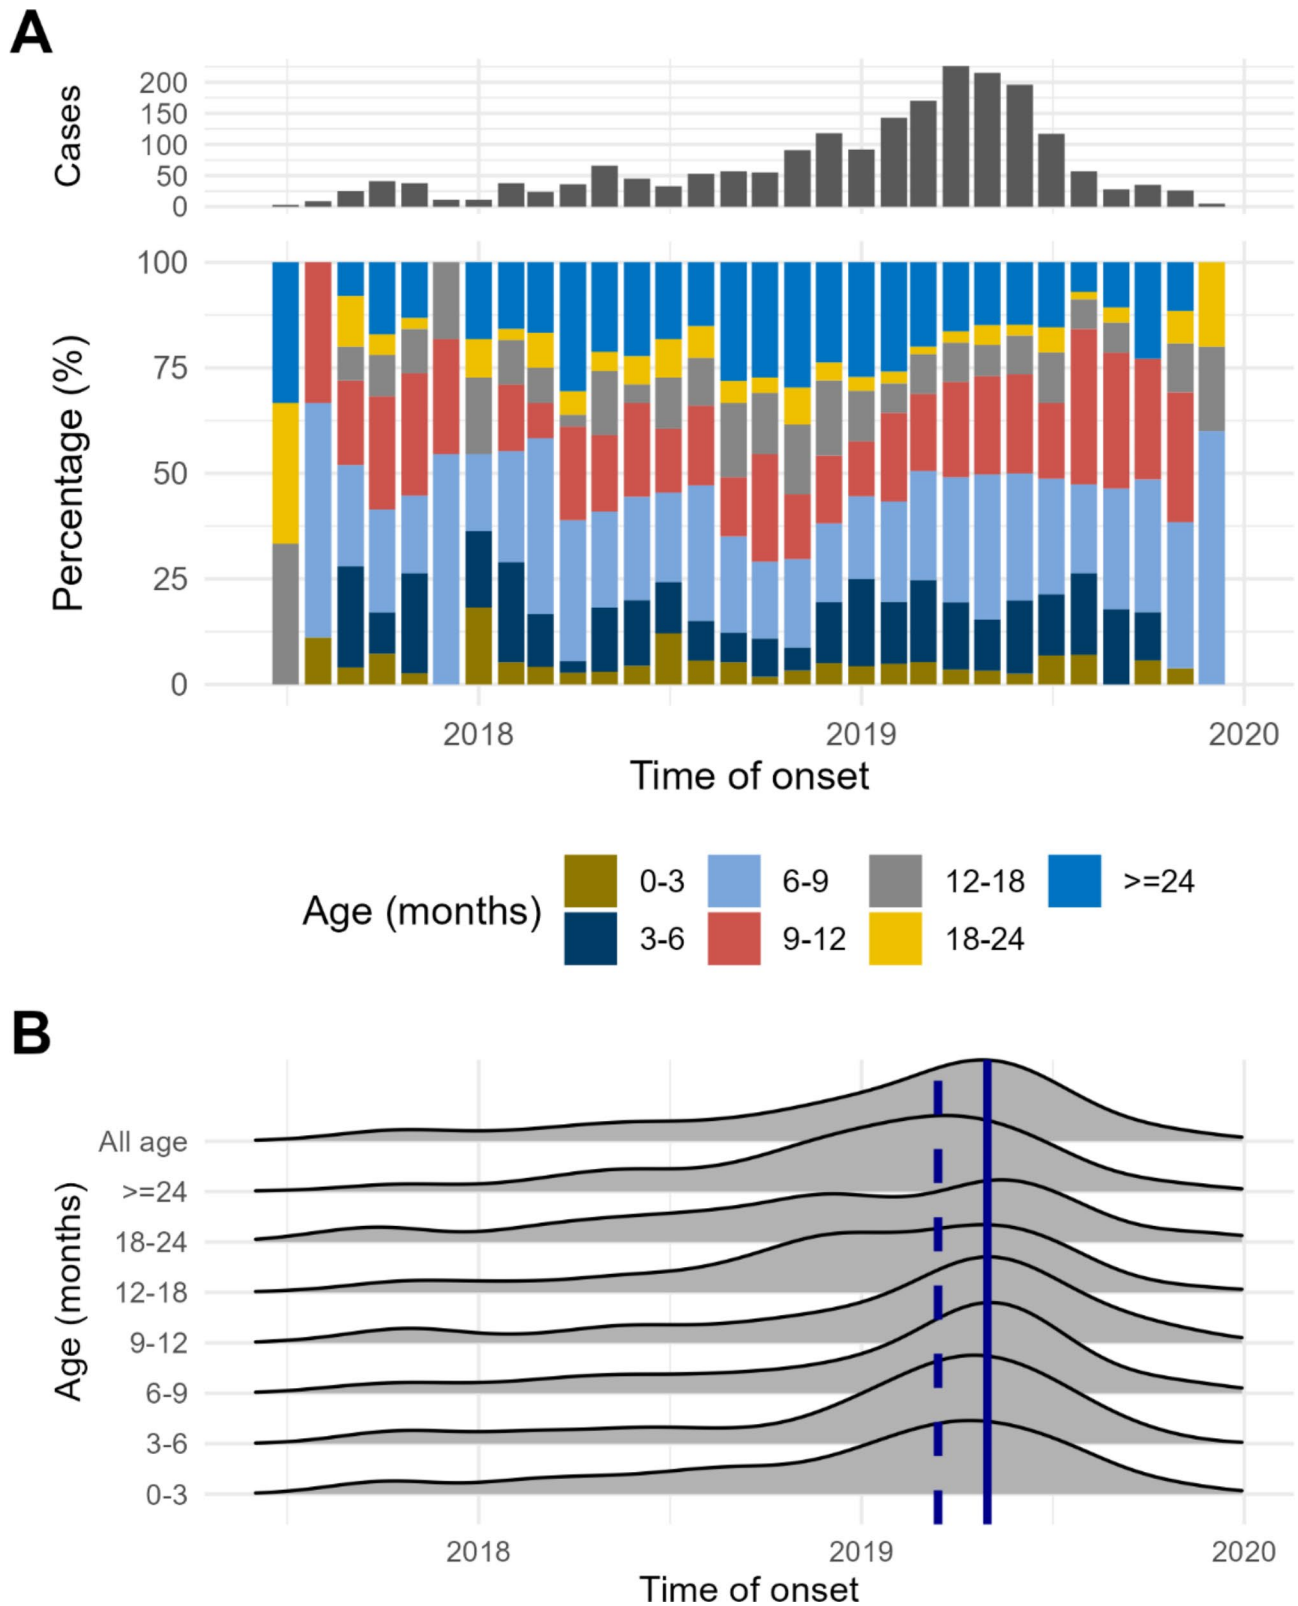 A
Cases
200
150
100
50
0
Percentage (%)
100
75
50
25
0
2018 2019 2020
Time of onset
Age (months)
0-3 6-9 12-18 >=24
3-6 9-12 18-24
B
Age (months)
All age
>=24
18-24
12-18
9-12
6-9
3-6
0-3
2018 2019 2020
Time of onset